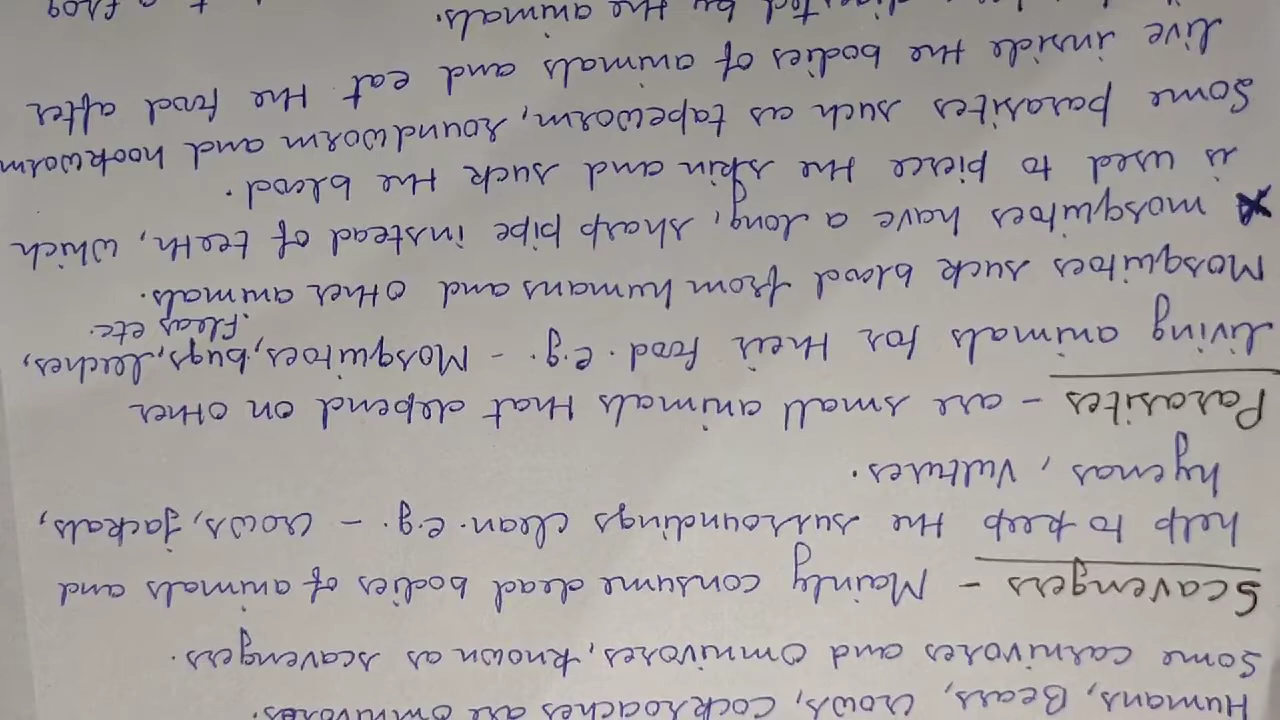 Humans, Bears, Crows, Cockroaches are omnivores.
Some carnivores and omnivores, known as scavengers.
Scavengers - Mainly consume dead bodies of animals and
help to keep the surroundings clean. e.g. - Crows, jackals,
hyenas, Vultures.
Parasites - are small animals that depend on other
living animals for their food. e.g. - Mosquitoes, bugs, leeches,
fleas etc.
Mosquitoes suck blood from humans and other animals.
mosquitoes have a long, sharp pipe instead of teeth, which
is used to pierce the skin and suck the blood.
Some parasites such as tapeworm, roundworm and hookworm
live inside the bodies of animals and eat the food after
digested by the animals.
a frog